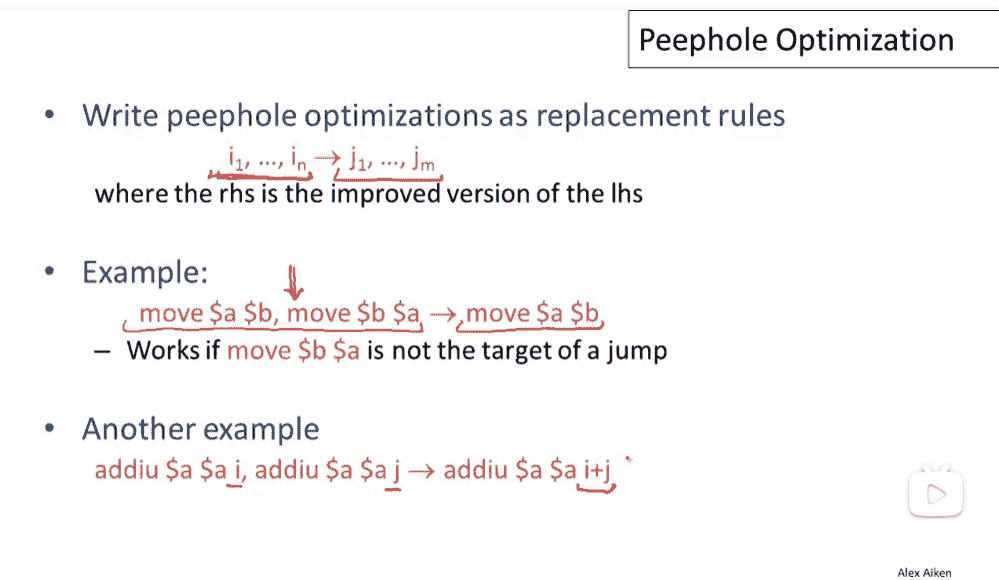 Peephole Optimization
• Write peephole optimizations as replacement rules
i₁, ..., iₙ → j₁, ..., jₘ
where the rhs is the improved version of the lhs
• Example:
move $a $b, move $b $a → move $a $b
– Works if move $b $a is not the target of a jump
• Another example
addiu $a $a i, addiu $a $a j → addiu $a $a i+j
Alex Aiken